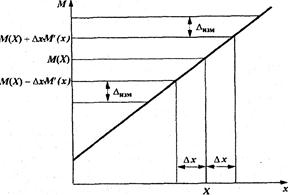 M
Δизм
M(X) + ΔxM'(x)
M(X)
M(X) − ΔxM'(x)
Δизм
Δx
Δx
X
x